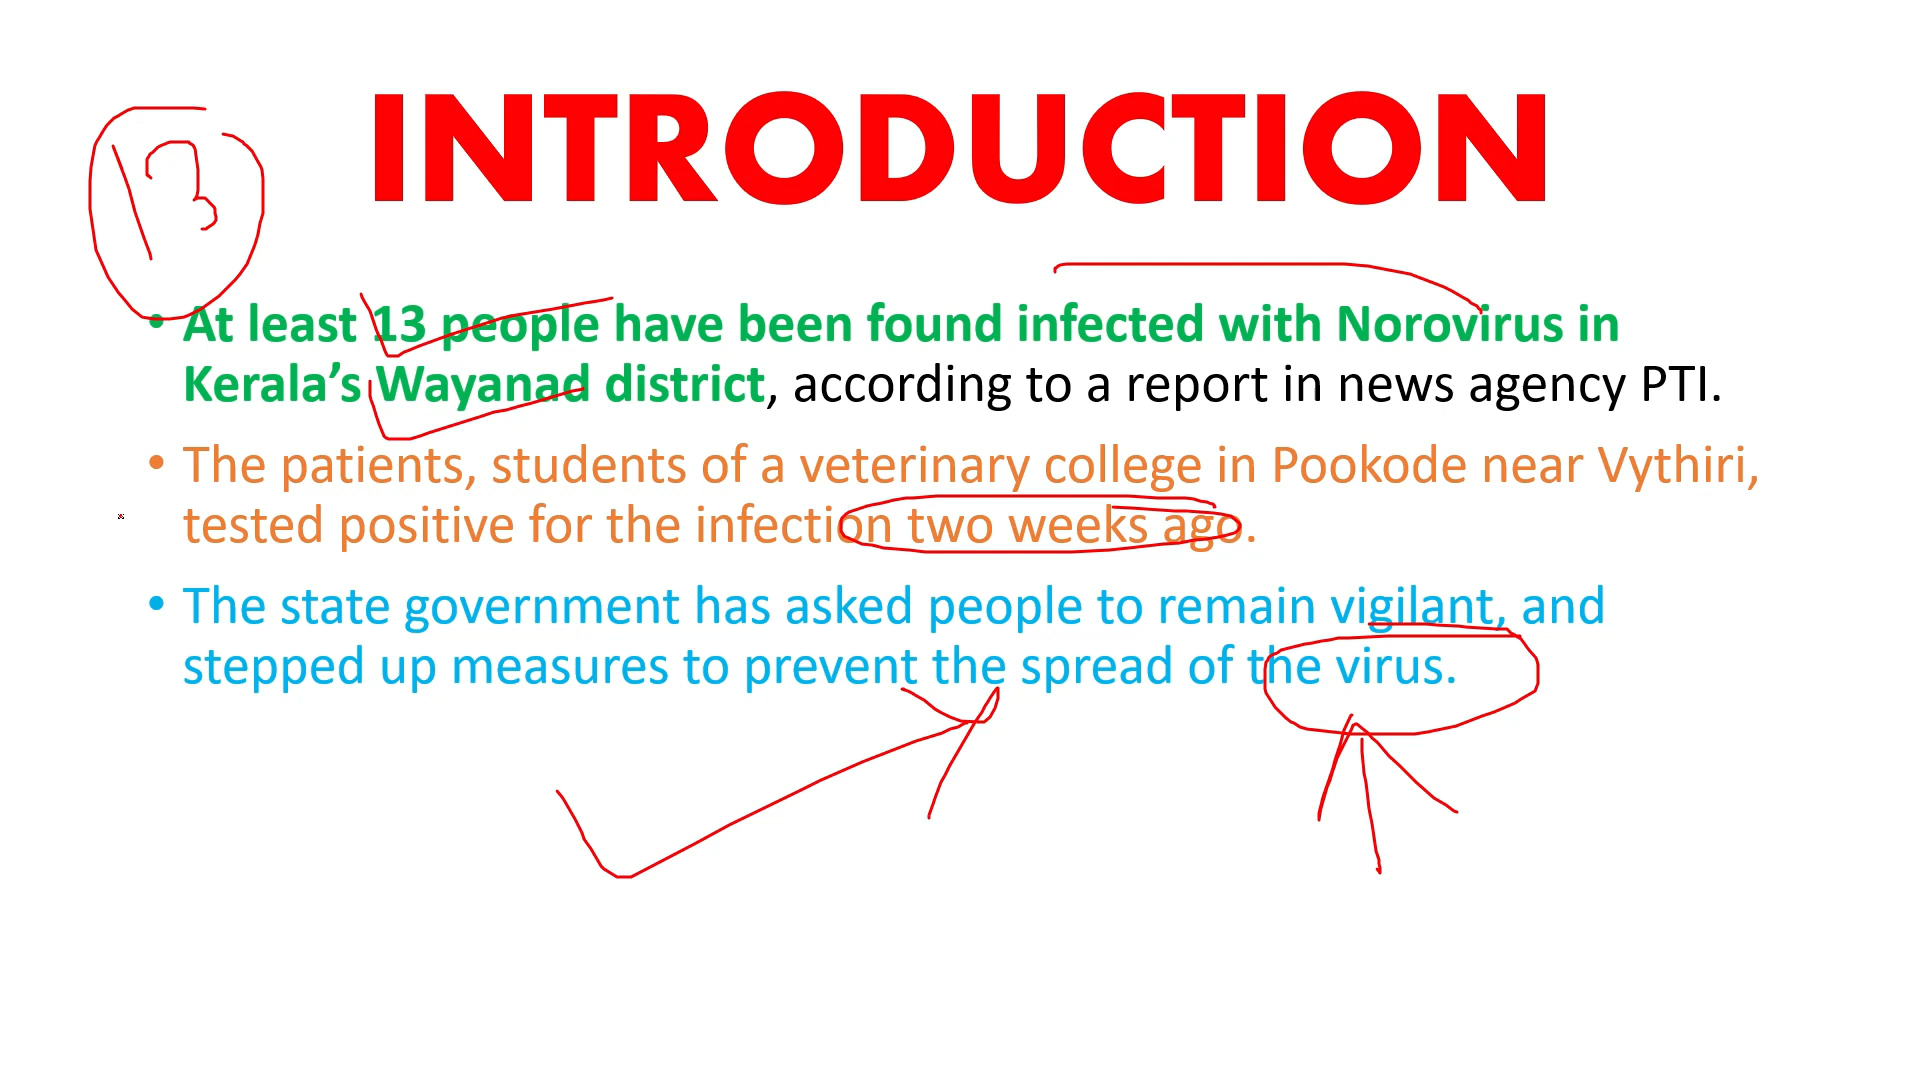 INTRODUCTION
13
• At least 13 people have been found infected with Norovirus in
Kerala’s Wayanad district, according to a report in news agency PTI.
• The patients, students of a veterinary college in Pookode near Vythiri,
tested positive for the infection two weeks ago.
• The state government has asked people to remain vigilant, and
stepped up measures to prevent the spread of the virus.